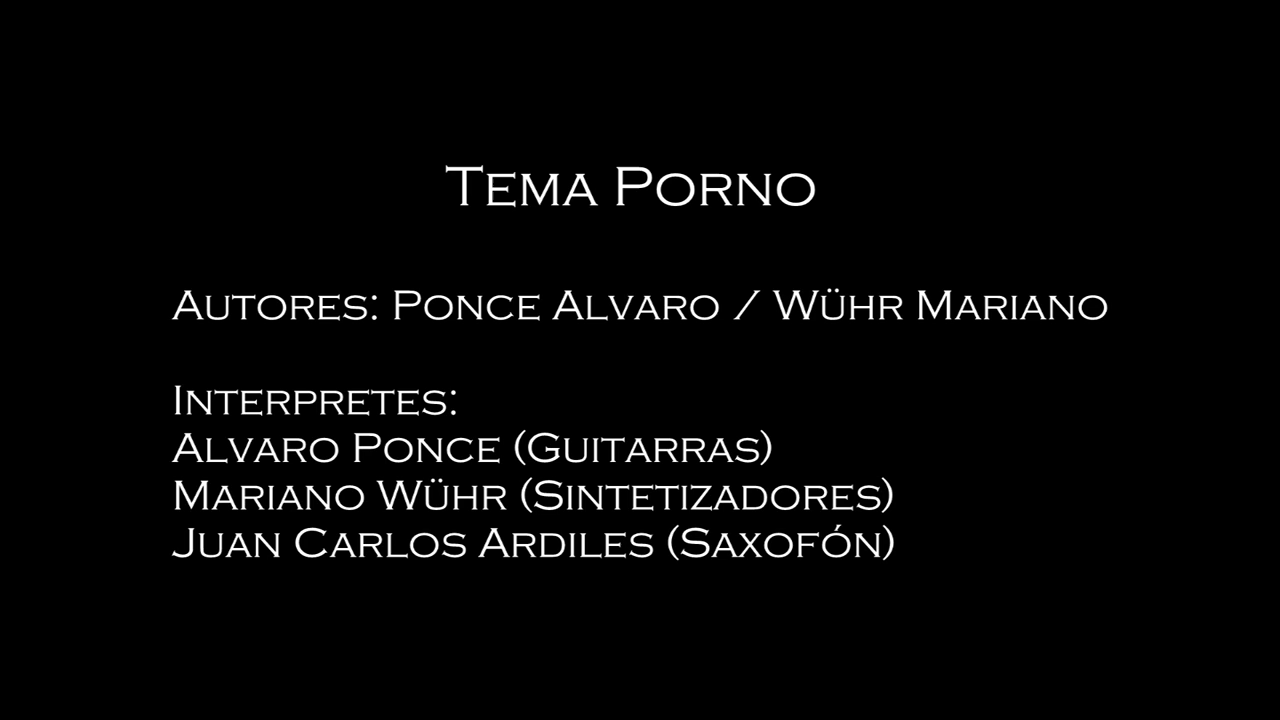 Tema Porno
Autores: Ponce Alvaro / Wühr Mariano
Interpretes:
Alvaro Ponce (Guitarras)
Mariano Wühr (Sintetizadores)
Juan Carlos Ardiles (Saxofón)